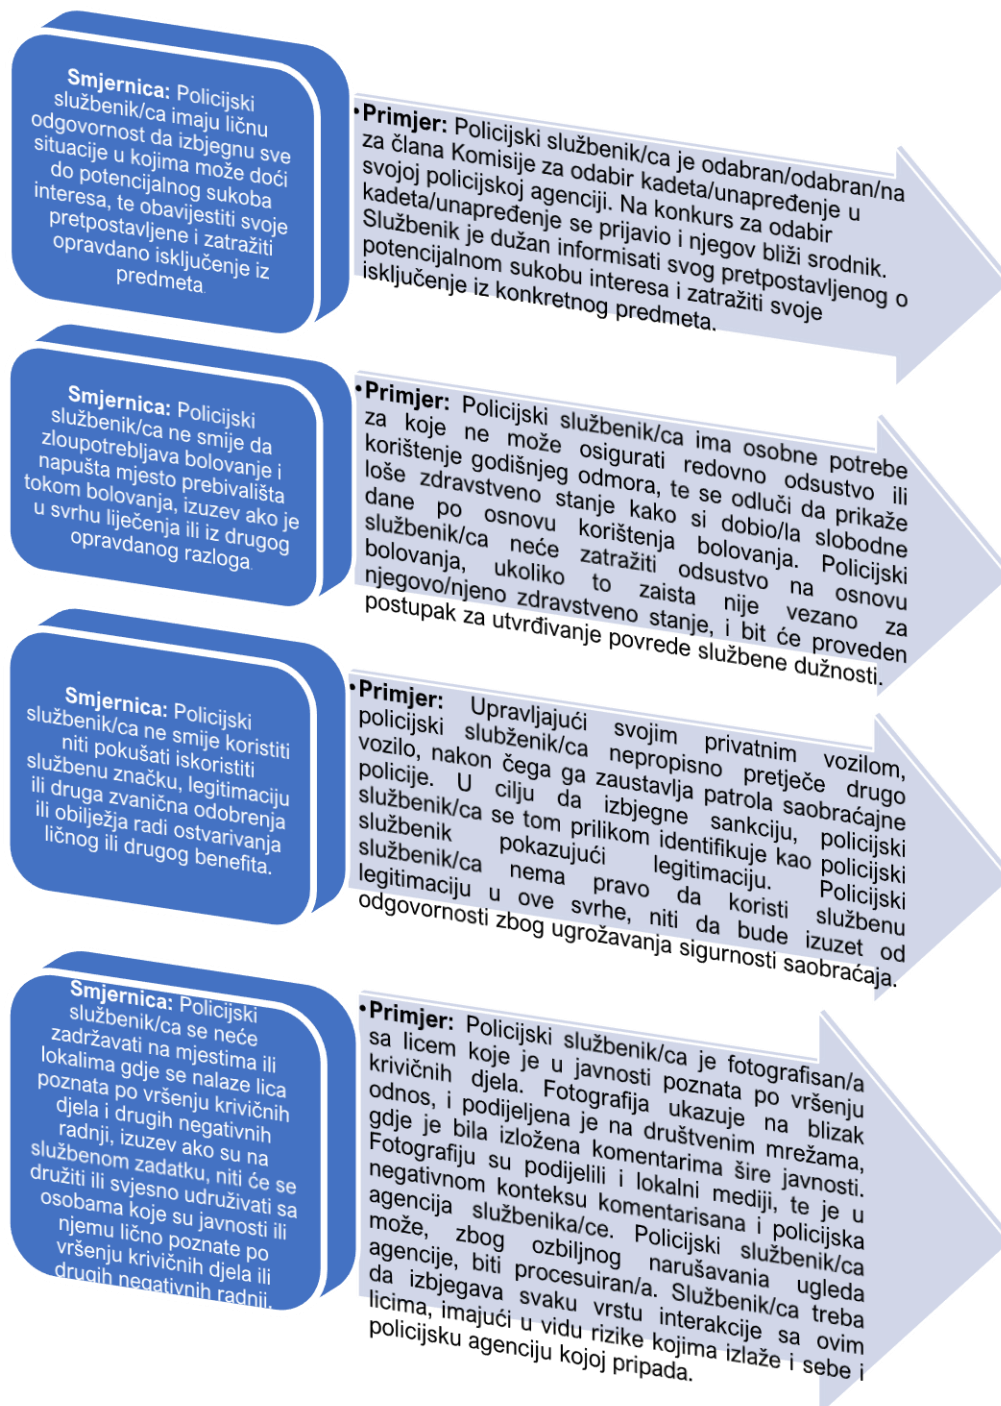 Smjernica: Policijski
službenik/ca imaju ličnu
odgovornost da izbjegnu sve
situacije u kojima može doći
do potencijalnog sukoba
interesa, te obavijestiti svoje
pretpostavljene i zatražiti
opravdano isključenje iz
predmeta.
•Primjer: Policijski službenik/ca je odabran/odabran/na
za člana Komisije za odabir kadeta/unapređenje u
svojoj policijskoj agenciji. Na konkurs za odabir
kadeta/unapređenje se prijavio i njegov bliži srodnik.
Službenik je dužan informisati svog pretpostavljenog o
potencijalnom sukobu interesa i zatražiti svoje
isključenje iz konkretnog predmeta.
Smjernica: Policijski
službenik/ca ne smije da
zloupotrebljava bolovanje i
napušta mjesto prebivališta
tokom bolovanja, izuzev ako je
u svrhu liječenja ili iz drugog
opravdanog razloga.
•Primjer: Policijski službenik/ca ima osobne potrebe
za koje ne može osigurati redovno odsustvo ili
korištenje godišnjeg odmora, te se odluči da prikaže
loše zdravstveno stanje kako si dobio/la slobodne
dane po osnovu korištenja bolovanja. Policijski
službenik/ca neće zatražiti odsustvo na osnovu
bolovanja, ukoliko to zaista nije vezano za
njegovo/njeno zdravstveno stanje, i bit će proveden
postupak za utvrđivanje povrede službene dužnosti.
Smjernica: Policijski
službenik/ca ne smije koristiti
niti pokušati iskoristiti
službenu značku, legitimaciju
ili druga zvanična odobrenja
ili obilježja radi ostvarivanja
ličnog ili drugog benefita.
•Primjer: Upravljajući svojim privatnim vozilom,
policijski slubženik/ca nepropisno pretječe drugo
vozilo, nakon čega ga zaustavlja patrola saobraćajne
policije. U cilju da izbjegne sankciju, policijski
službenik/ca se tom prilikom identifikuje kao policijski
službenik pokazujući legitimaciju. Policijski
službenik/ca nema pravo da koristi službenu
legitimaciju u ove svrhe, niti da bude izuzet od
odgovornosti zbog ugrožavanja sigurnosti saobraćaja.
Smjernica: Policijski
službenik/ca se neće
zadržavati na mjestima ili
lokalima gdje se nalaze lica
poznata po vršenju krivičnih
djela i drugih negativnih
radnji, izuzev ako su na
službenom zadatku, niti će se
družiti ili svjesno udruživati sa
osobama koje su javnosti ili
njemu lično poznate po
vršenju krivičnih djela ili
drugih negativnih radnji.
•Primjer: Policijski službenik/ca je fotografisan/a
sa licem koje je u javnosti poznata po vršenju
krivičnih djela. Fotografija ukazuje na blizak
odnos, i podijeljena je na društvenim mrežama,
gdje je bila izložena komentarima šire javnosti.
Fotografiju su podijelili i lokalni mediji, te je u
negativnom konteksu komentarisana i policijska
agencija službenika/ce. Policijski službenik/ca
može, zbog ozbiljnog narušavanja ugleda
agencije, biti procesuiran/a. Službenik/ca treba
da izbjegava svaku vrstu interakcije sa ovim
licima, imajući u vidu rizike kojima izlaže i sebe i
policijsku agenciju kojoj pripada.